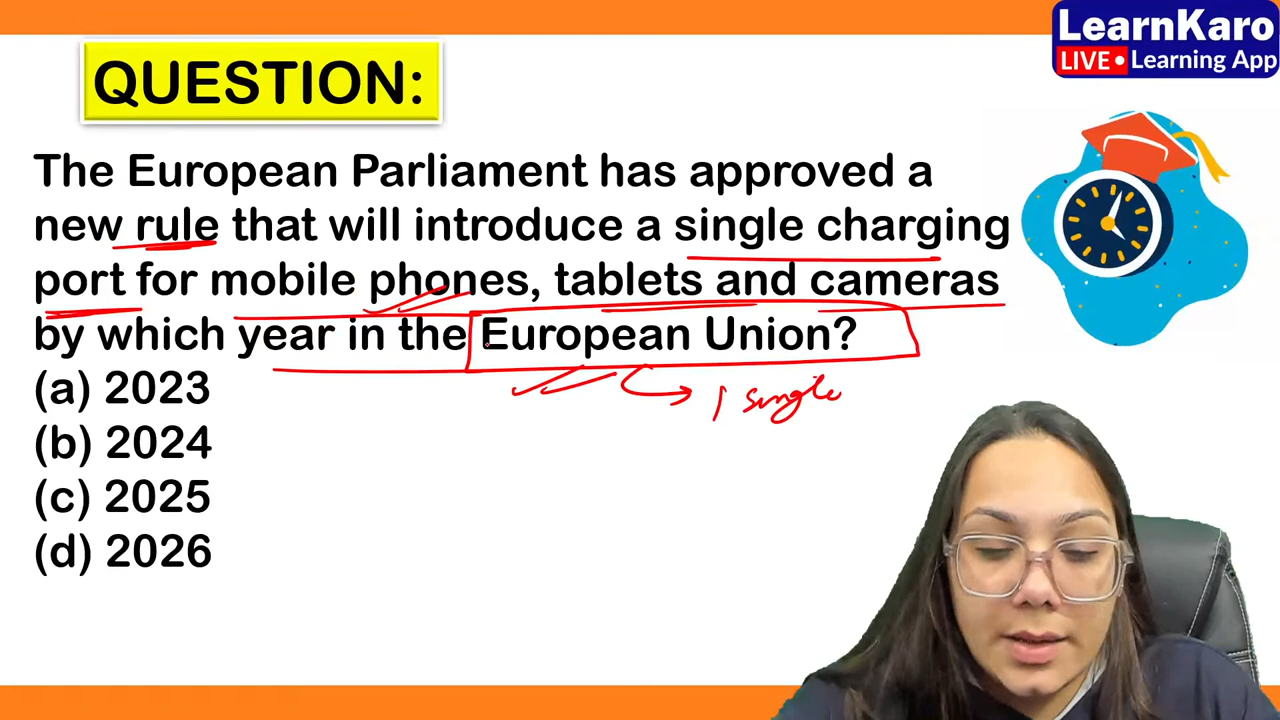 LearnKaro
LIVE • Learning App
QUESTION:
The European Parliament has approved a
new rule that will introduce a single charging
port for mobile phones, tablets and cameras
by which year in the European Union?
1 single
(a) 2023
(b) 2024
(c) 2025
(d) 2026